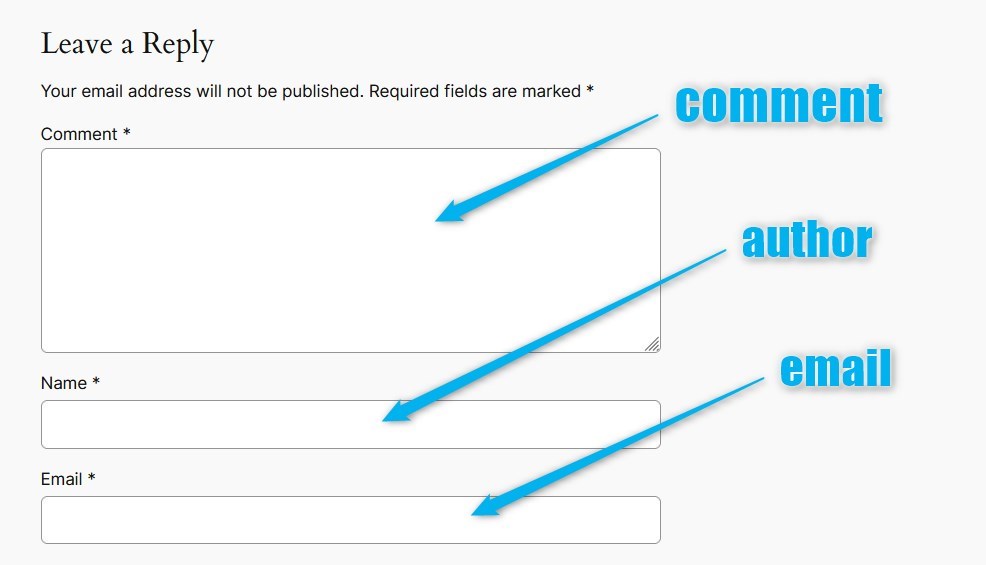 Leave a Reply
Your email address will not be published. Required fields are marked *
comment
Comment *
author
Name *
email
Email *